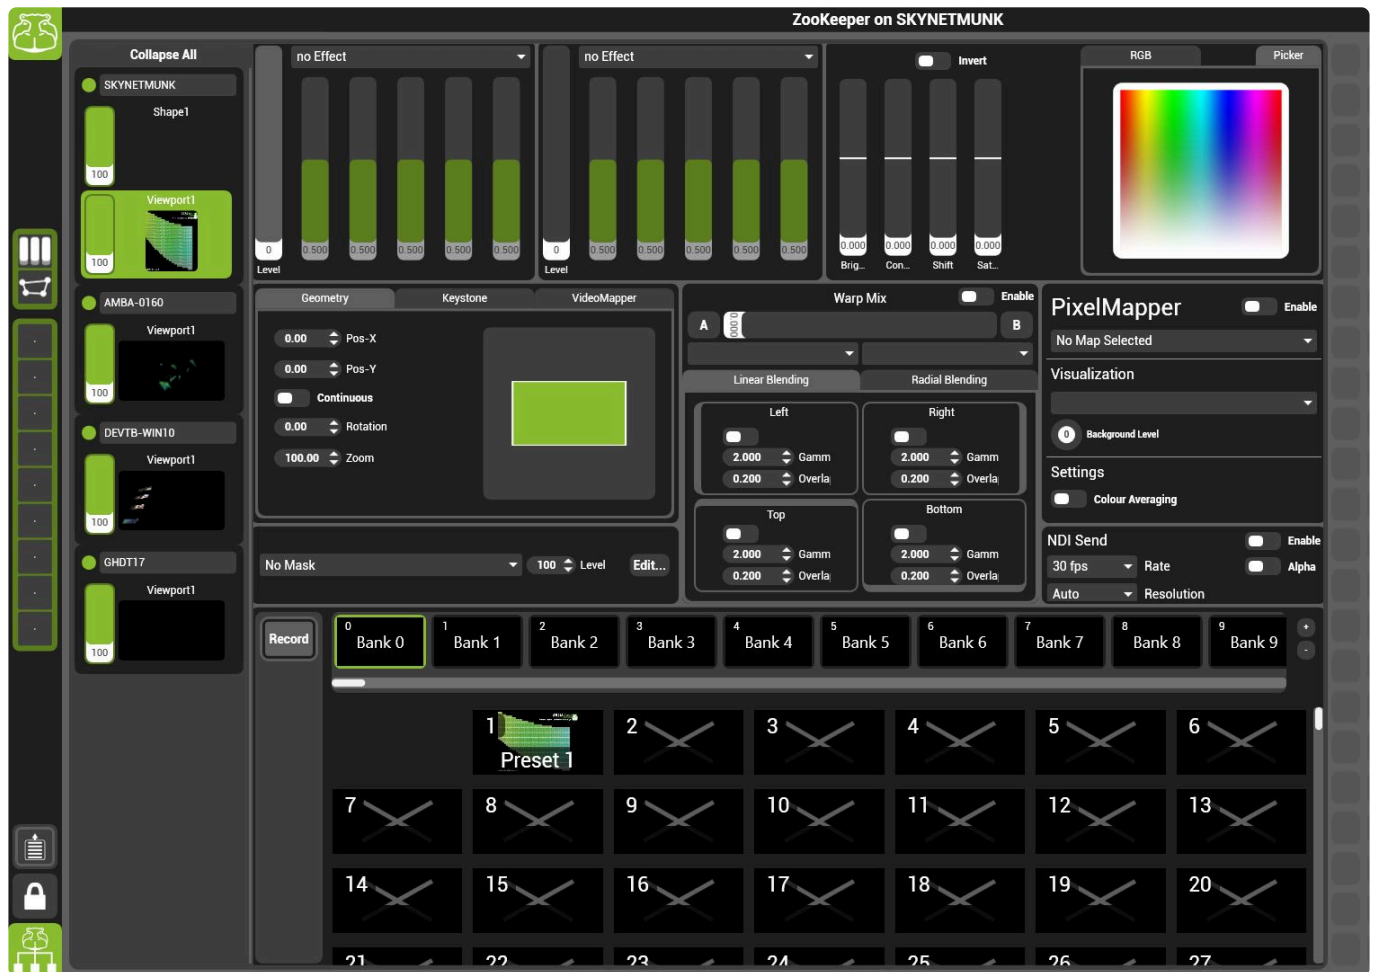 ZooKeeper on SKYNETMUNK
Collapse All
SKYNETMUNK
Shape1
100
Viewport1
100
AMBA-0160
Viewport1
100
DEVTB-WIN10
Viewport1
100
GHDT17
Viewport1
100
no Effect
0
0.500
0.500
0.500
0.500
0.500
Level
no Effect
0
0.500
0.500
0.500
0.500
0.500
Level
Invert
0.000
0.000
0.000
0.000
Brig...
Con...
Shift
Sat...
RGB
Picker
Geometry
Keystone
VideoMapper
0.00 Pos-X
0.00 Pos-Y
Continuous
0.00 Rotation
100.00 Zoom
No Mask
100 Level
Edit...
Warp Mix
Enable
A
0.000
B
Linear Blending
Radial Blending
Left
2.000 Gamm
0.200 Overla
Right
2.000 Gamm
0.200 Overla
Top
2.000 Gamm
0.200 Overla
Bottom
2.000 Gamm
0.200 Overla
PixelMapper
Enable
No Map Selected
Visualization
0 Background Level
Settings
Colour Averaging
NDI Send
Enable
30 fps Rate
Alpha
Auto Resolution
Record
0 Bank 0
1 Bank 1
2 Bank 2
3 Bank 3
4 Bank 4
5 Bank 5
6 Bank 6
7 Bank 7
8 Bank 8
9 Bank 9
+
-
1 Preset 1
2
3
4
5
6
7
8
9
10
11
12
13
14
15
16
17
18
19
20
21
22
23
24
25
26
27